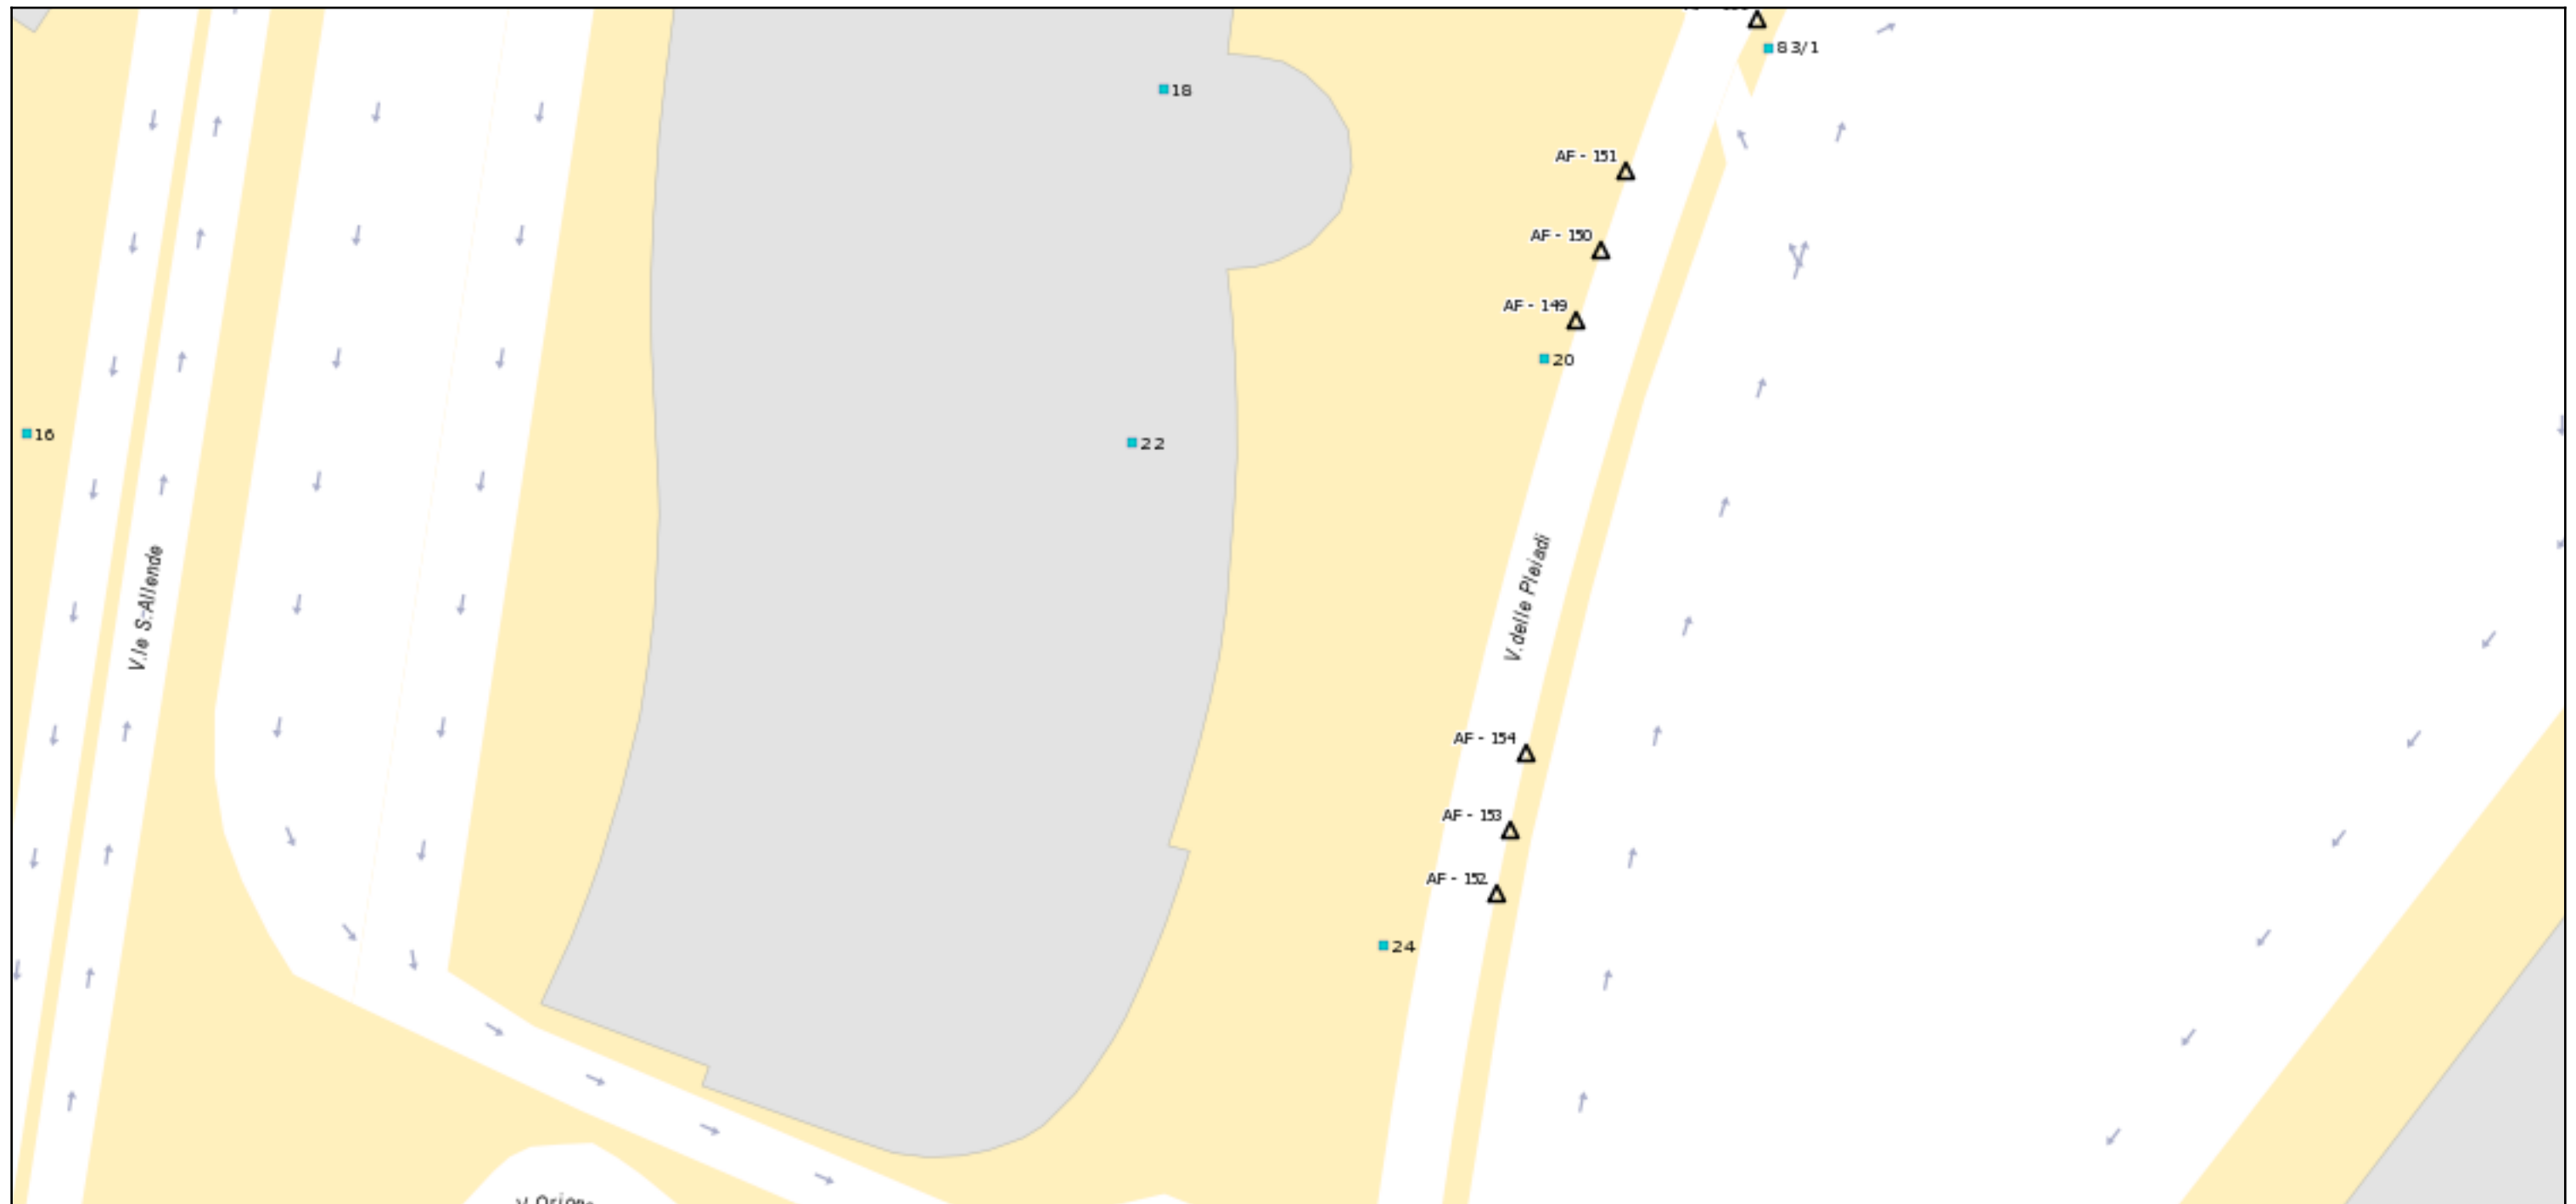 83/1
18
AF - 151
AF - 150
AF - 149
20
16
22
V.le S.Allende
V.delle Pleiadi
AF - 154
AF - 153
AF - 152
24